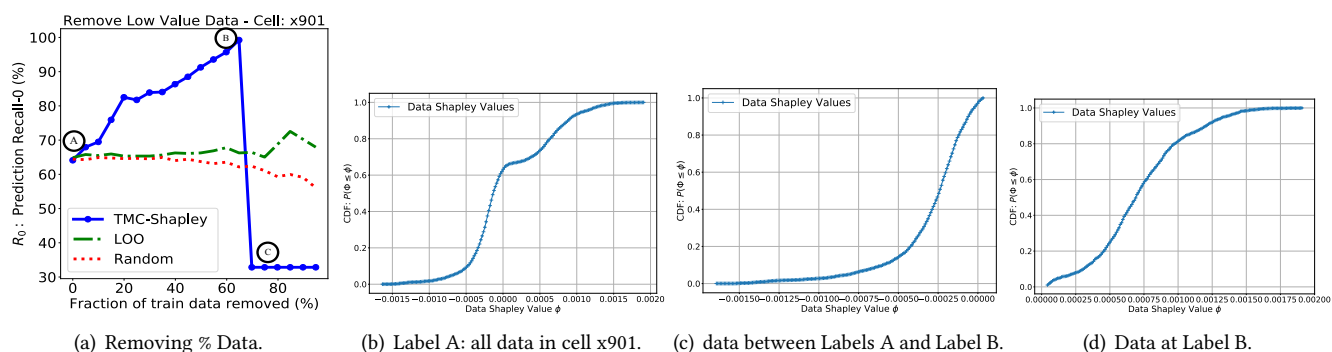 Remove Low Value Data - Cell: x901
R₀: Prediction Recall-0 (%)
100
90
80
70
60
50
40
30
A
B
C
TMC-Shapley
LOO
Random
0 20 40 60 80
Fraction of train data removed (%)
(a) Removing % Data.
Data Shapley Values
CDF: P(Φ ≤ ϕ)
1.0
0.8
0.6
0.4
0.2
0.0
−0.0015 −0.0010 −0.0005 0.0000 0.0005 0.0010 0.0015 0.0020
Data Shapley Value ϕ
(b) Label A: all data in cell x901.
Data Shapley Values
CDF: P(Φ ≤ ϕ)
1.0
0.8
0.6
0.4
0.2
0.0
−0.00150 −0.00125 −0.00100 −0.00075 −0.00050 −0.00025 0.00000
Data Shapley Value ϕ
(c) data between Labels A and Label B.
Data Shapley Values
CDF: P(Φ ≤ ϕ)
1.0
0.8
0.6
0.4
0.2
0.0
0.00000 0.00025 0.00050 0.00075 0.00100 0.00125 0.00150 0.00175 0.00200
Data Shapley Value ϕ
(d) Data at Label B.